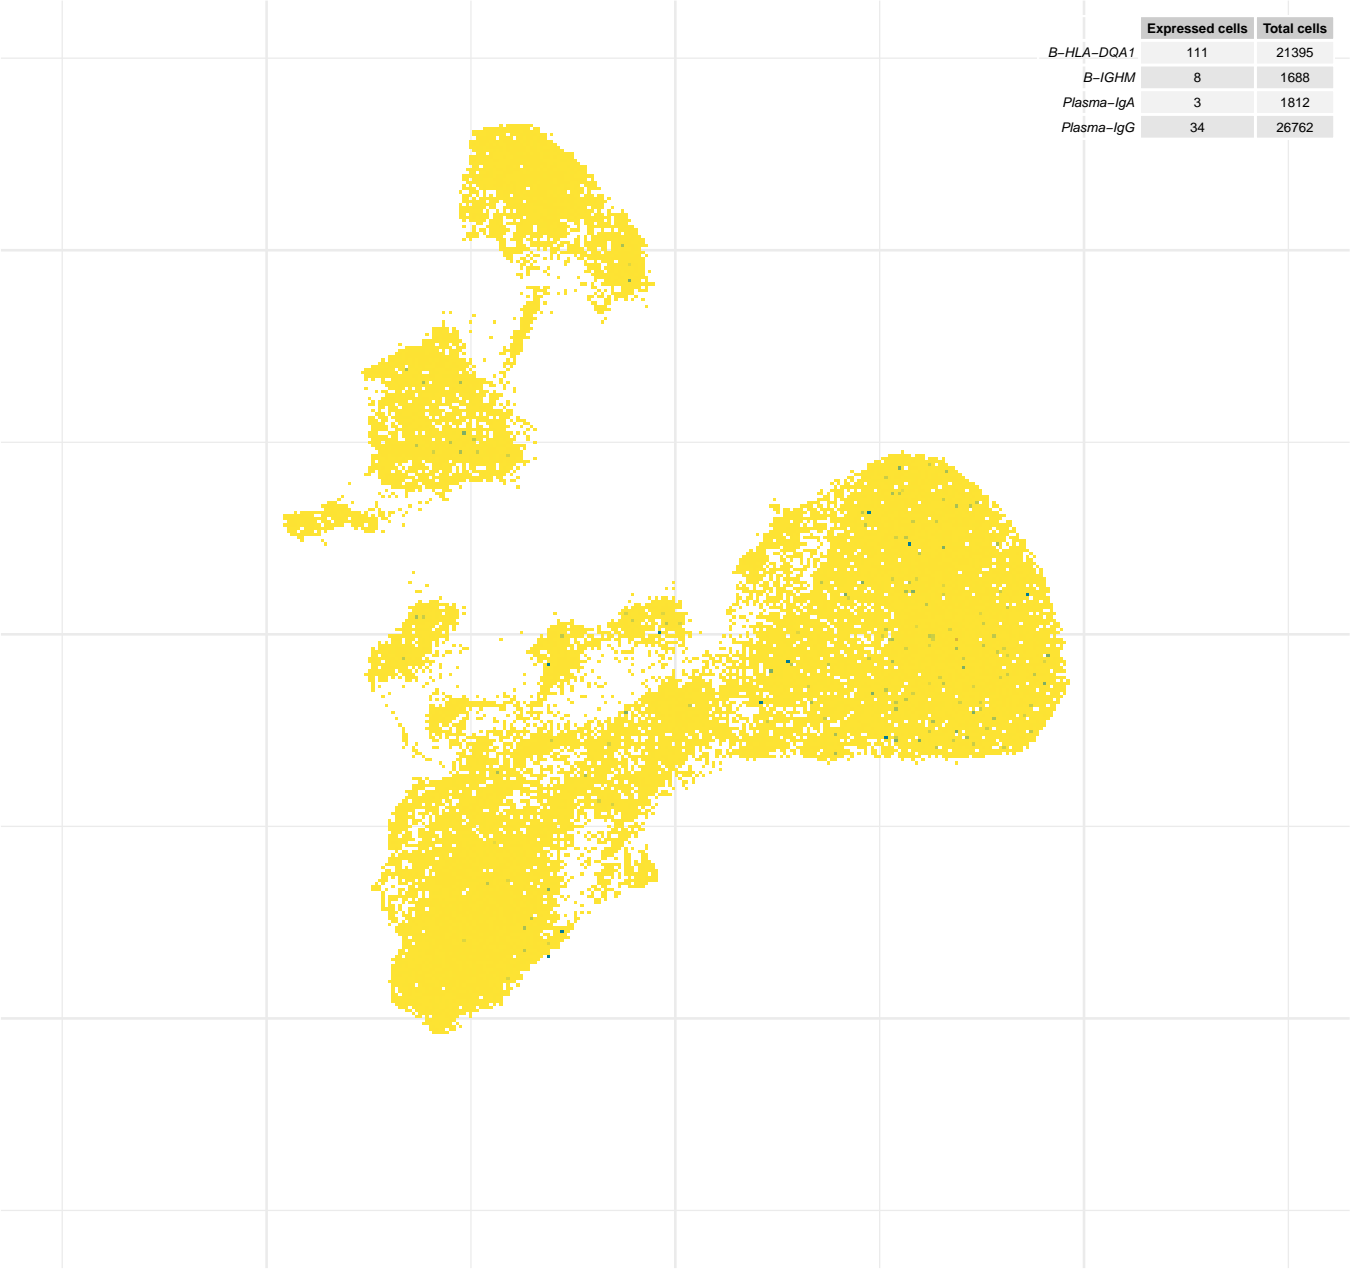 Expressed cells Total cells
B−HLA−DQA1 111 21395
B−IGHM 8 1688
Plasma−IgA 3 1812
Plasma−IgG 34 26762